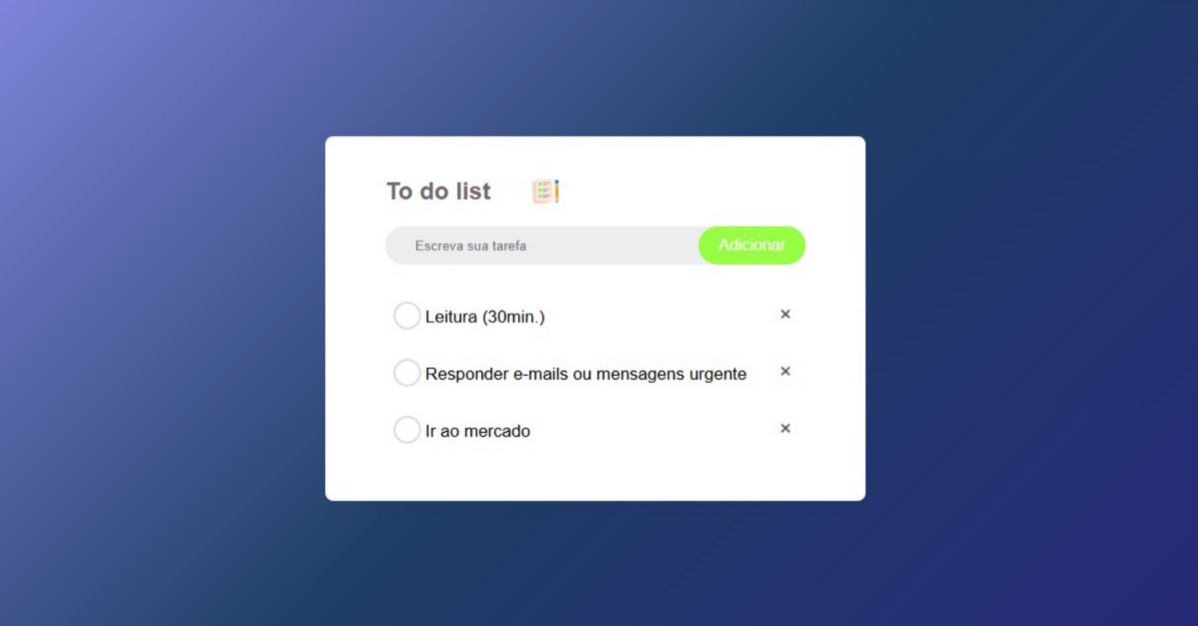 To do list
Escreva sua tarefa
Adicionar
Leitura (30min.)
×
Responder e-mails ou mensagens urgente
×
Ir ao mercado
×